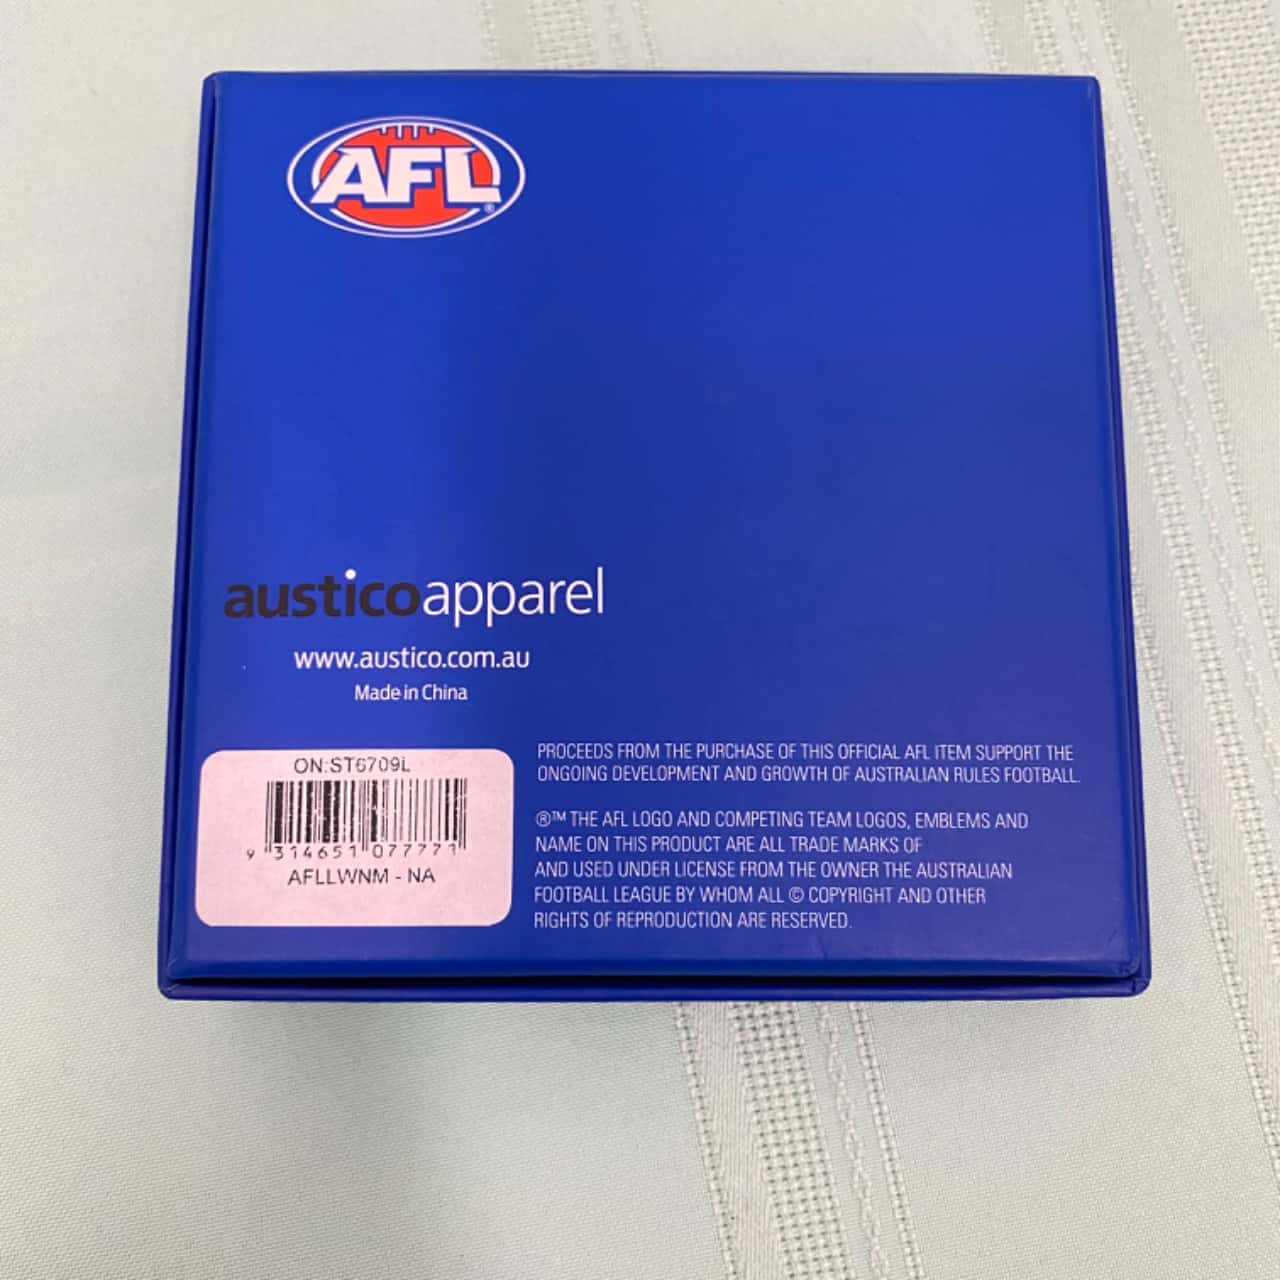 AFL®
austicoapparel
www.austico.com.au
Made in China
ON:ST6709L
9 314651 077771
AFLLWNM - NA
PROCEEDS FROM THE PURCHASE OF THIS OFFICIAL AFL ITEM SUPPORT THE
ONGOING DEVELOPMENT AND GROWTH OF AUSTRALIAN RULES FOOTBALL.
®™ THE AFL LOGO AND COMPETING TEAM LOGOS, EMBLEMS AND
NAME ON THIS PRODUCT ARE ALL TRADE MARKS OF
AND USED UNDER LICENSE FROM THE OWNER THE AUSTRALIAN
FOOTBALL LEAGUE BY WHOM ALL © COPYRIGHT AND OTHER
RIGHTS OF REPRODUCTION ARE RESERVED.